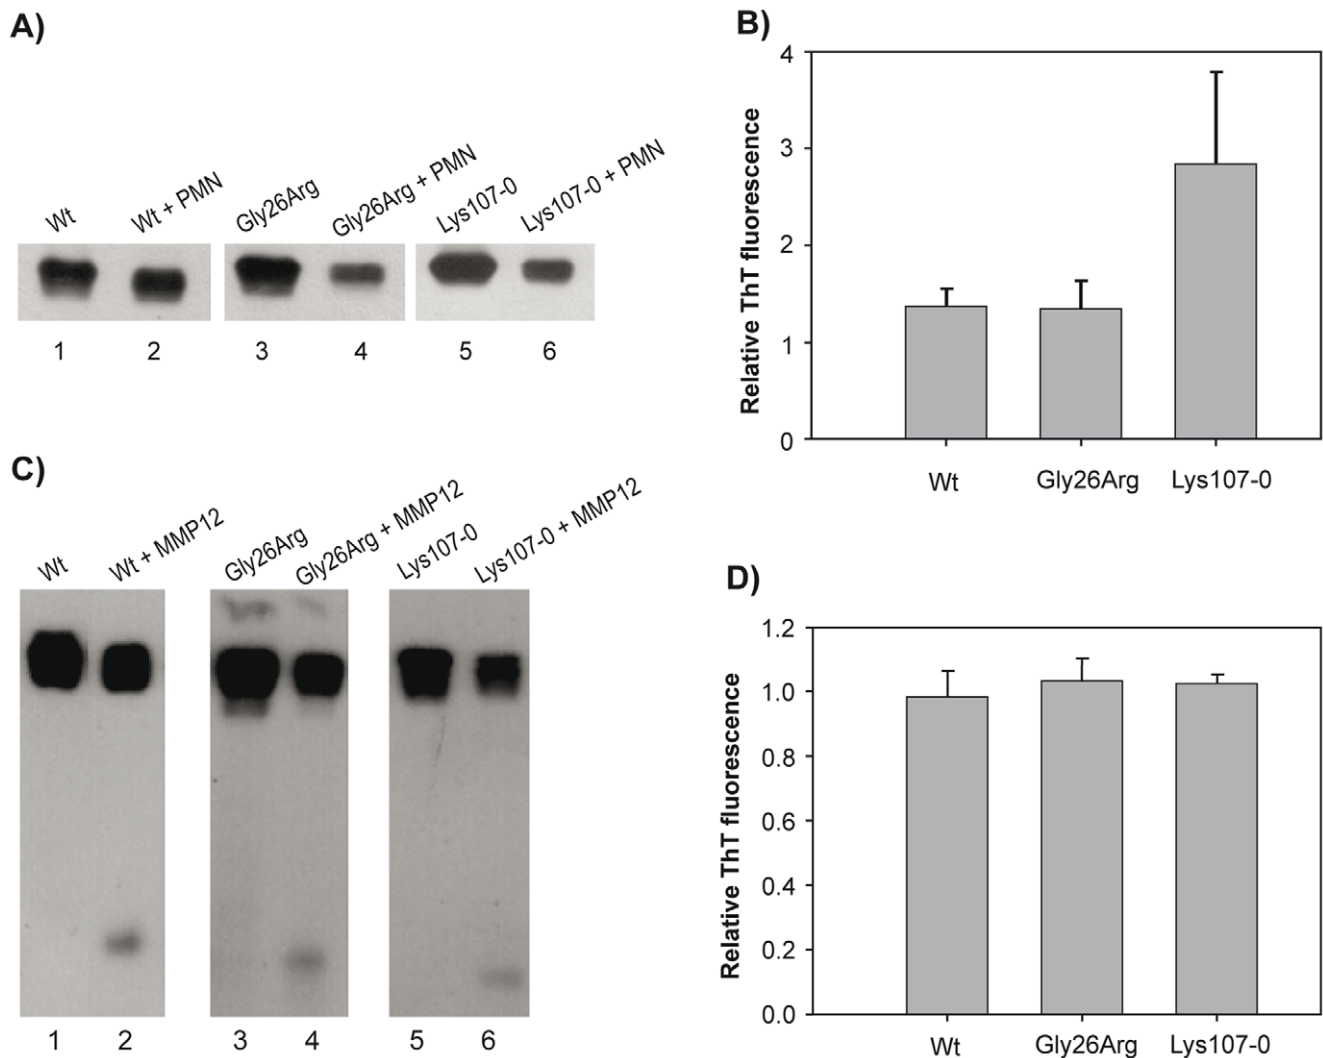 A)
Wt
Wt + PMN
Gly26Arg
Gly26Arg + PMN
Lys107-0
Lys107-0 + PMN
1 2 3 4 5 6
B)
Relative ThT fluorescence
4
3
2
1
0
Wt Gly26Arg Lys107-0
C)
Wt
Wt + MMP12
Gly26Arg
Gly26Arg + MMP12
Lys107-0
Lys107-0 + MMP12
1 2 3 4 5 6
D)
Relative ThT fluorescence
1.2
1.0
0.8
0.6
0.4
0.2
0.0
Wt Gly26Arg Lys107-0